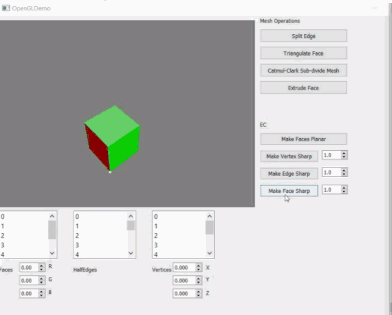 OpenGLDemo
Mesh Operations
Split Edge
Triangulate Face
Catmul-Clark Sub-divide Mesh
Extrude Face
EC
Make Faces Planar
Make Vertex Sharp 1.0
Make Edge Sharp 1.0
Make Face Sharp 1.0
0 0 0
1 1 1
2 2 2
3 3 3
4 4 4
Faces 0.00 R HalfEdges Vertices 0.000 X
0.00 G 0.000 Y
0.00 B 0.000 Z